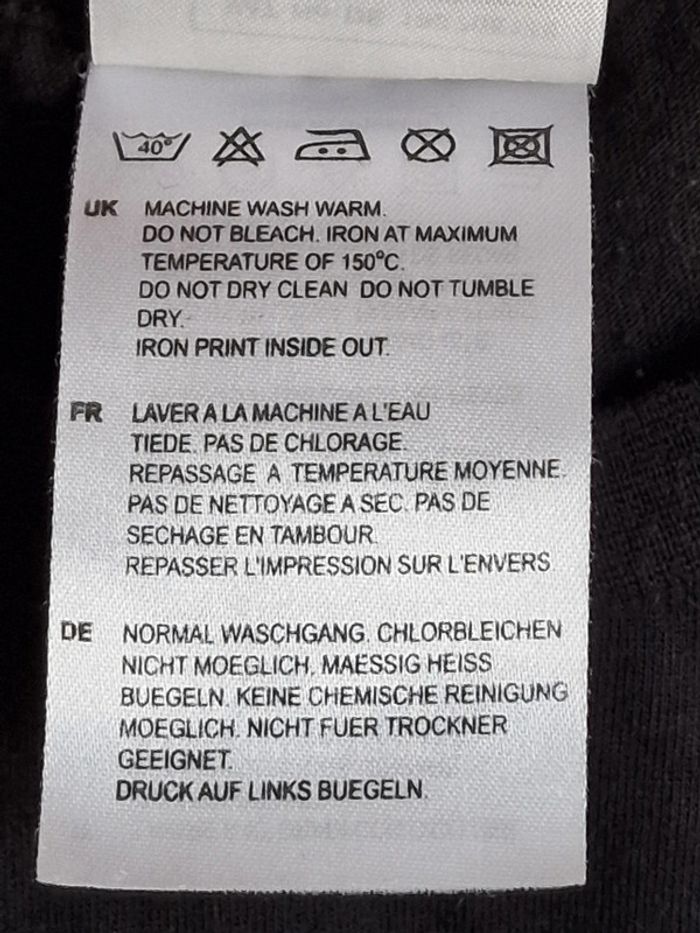 40°
UK MACHINE WASH WARM.
DO NOT BLEACH. IRON AT MAXIMUM
TEMPERATURE OF 150°C.
DO NOT DRY CLEAN DO NOT TUMBLE
DRY.
IRON PRINT INSIDE OUT.
FR LAVER A LA MACHINE A L'EAU
TIEDE. PAS DE CHLORAGE.
REPASSAGE A TEMPERATURE MOYENNE.
PAS DE NETTOYAGE A SEC. PAS DE
SECHAGE EN TAMBOUR.
REPASSER L'IMPRESSION SUR L'ENVERS
DE NORMAL WASCHGANG. CHLORBLEICHEN
NICHT MOEGLICH. MAESSIG HEISS
BUEGELN. KEINE CHEMISCHE REINIGUNG
MOEGLICH. NICHT FUER TROCKNER
GEEIGNET.
DRUCK AUF LINKS BUEGELN.